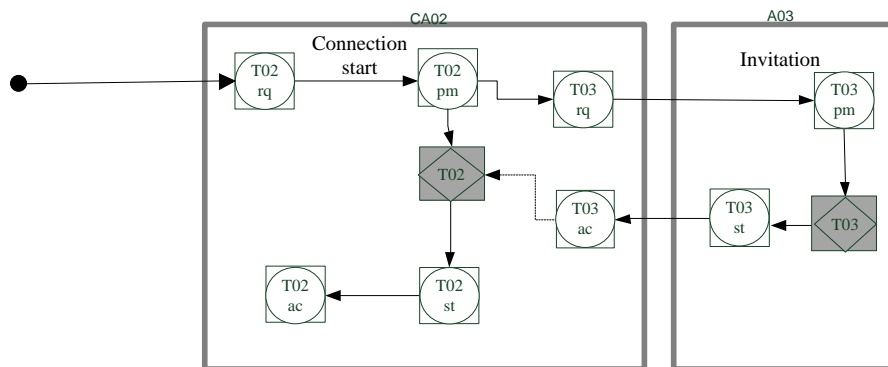 CA02
A03
Connection
start
Invitation
T02
rq
T02
pm
T03
rq
T03
pm
T02
T03
ac
T03
st
T03
T02
ac
T02
st